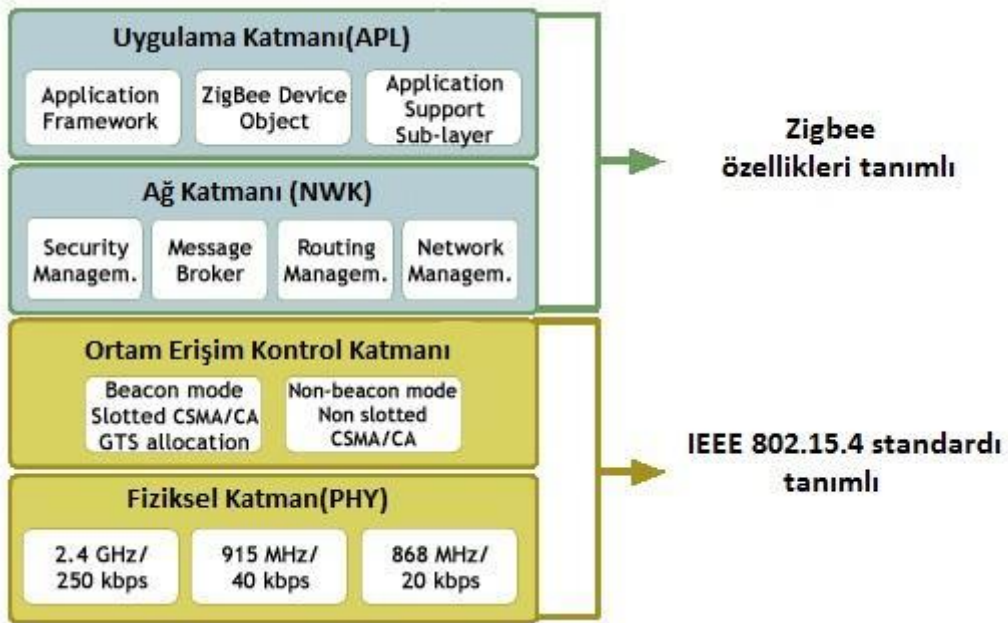 Uygulama Katmanı(APL)
Application
Framework
ZigBee Device
Object
Application
Support
Sub-layer
Zigbee
özellikleri tanımlı
Ağ Katmanı (NWK)
Security
Managem.
Message
Broker
Routing
Managem.
Network
Managem.
Ortam Erişim Kontrol Katmanı
Beacon mode
Slotted CSMA/CA
GTS allocation
Non-beacon mode
Non slotted
CSMA/CA
IEEE 802.15.4 standardı
tanımlı
Fiziksel Katman(PHY)
2.4 GHz/
250 kbps
915 MHz/
40 kbps
868 MHz/
20 kbps